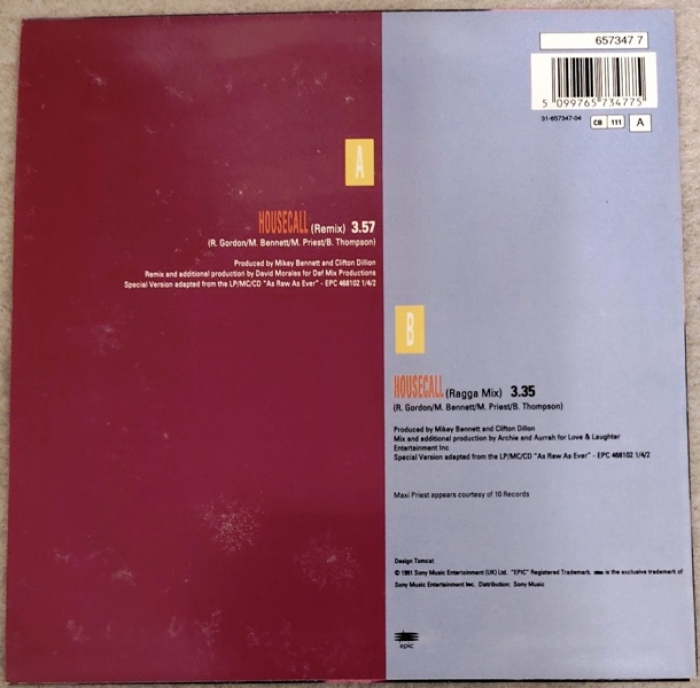 657347 7
5 099765 734775
31-657347-04 CB 111 A
A
HOUSECALL (Remix) 3.57
(R. Gordon/M. Bennett/M. Priest/B. Thompson)
Produced by Mikey Bennett and Clifton Dillion
Remix and additional production by David Morales for Def Mix Productions
Special Version adapted from the LP/MC/CD "As Raw As Ever" - EPC 468102 1/4/2
B
HOUSECALL (Ragga Mix) 3.35
(R. Gordon/M. Bennett/M. Priest/B. Thompson)
Produced by Mikey Bennett and Clifton Dillon
Mix and additional production by Archie and Aurrah for Love & Laughter
Entertainment Inc
Special Version adapted from the LP/MC/CD "As Raw As Ever" - EPC 468102 1/4/2
Maxi Priest appears courtesy of 10 Records
Design Tomcat
© 1991 Sony Music Entertainment (UK) Ltd. "EPIC" Registered Trademark. is the exclusive trademark of
Sony Music Entertainment Inc. Distribution: Sony Music
epic